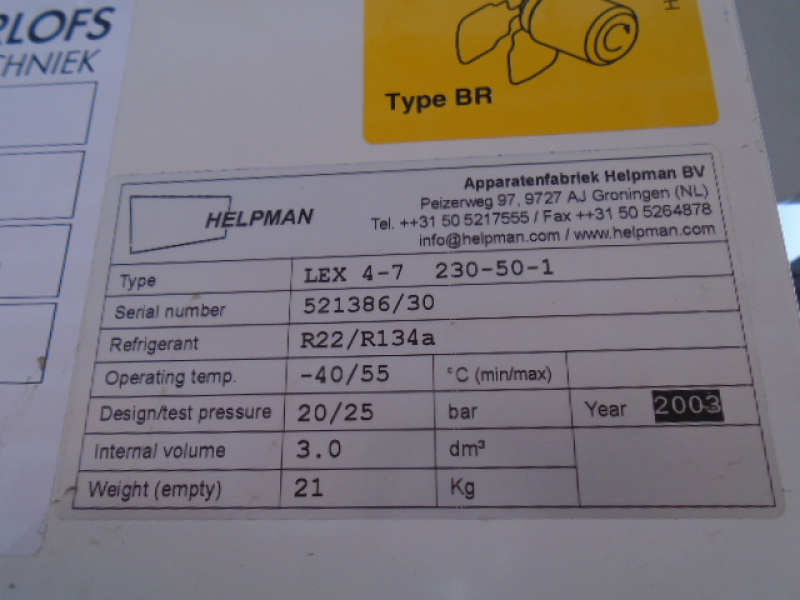 RLOFS
CHNIEK
Type BR
HELPMAN
Apparatenfabriek Helpman BV
Peizerweg 97, 9727 AJ Groningen (NL)
Tel. ++31 50 5217555 / Fax ++31 50 5264878
info@helpman.com / www.helpman.com
Type LEX 4-7 230-50-1
Serial number 521386/30
Refrigerant R22/R134a
Operating temp. -40/55 °C (min/max)
Design/test pressure 20/25 bar Year 2003
Internal volume 3.0 dm³
Weight (empty) 21 Kg